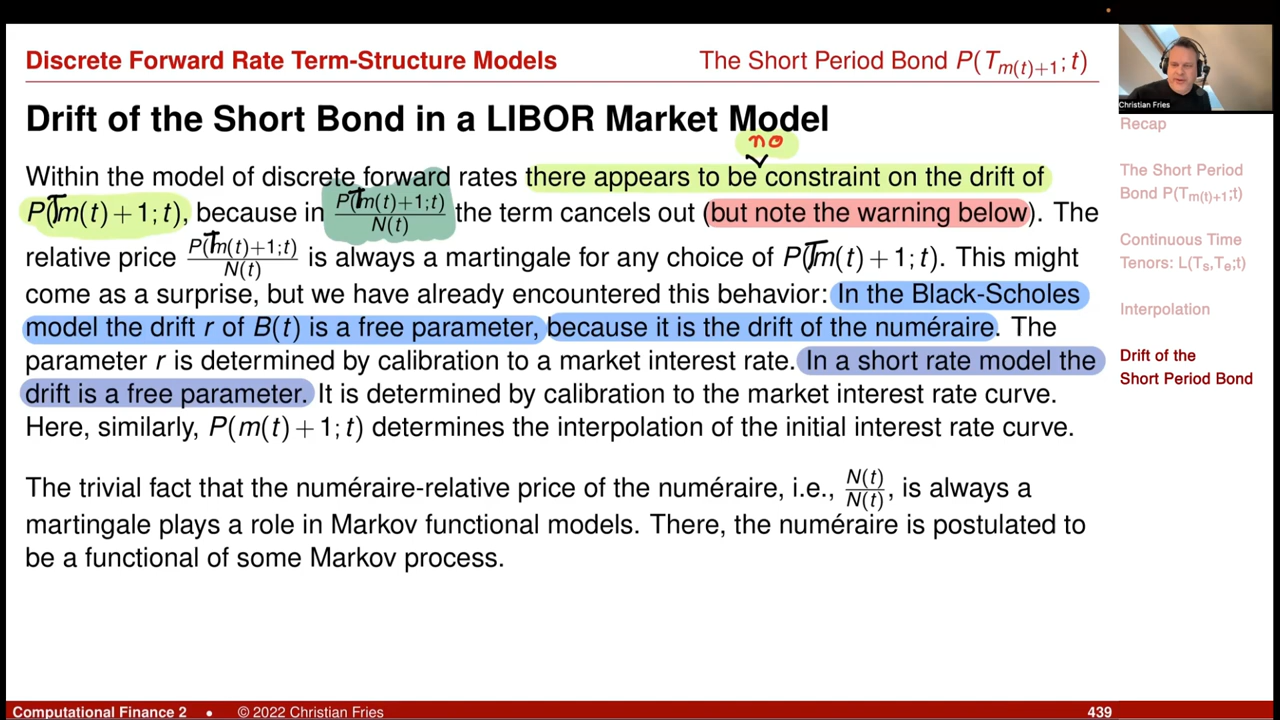 Discrete Forward Rate Term-Structure Models
The Short Period Bond P(T_{m(t)+1}; t)
Christian Fries
Drift of the Short Bond in a LIBOR Market Model
no
Within the model of discrete forward rates there appears to be constraint on the drift of
P(Tm(t) + 1; t), because in P(Tm(t)+1;t)/N(t) the term cancels out (but note the warning below). The
relative price P(Tm(t)+1;t)/N(t) is always a martingale for any choice of P(Tm(t) + 1; t). This might
come as a surprise, but we have already encountered this behavior: In the Black-Scholes
model the drift r of B(t) is a free parameter, because it is the drift of the numéraire. The
parameter r is determined by calibration to a market interest rate. In a short rate model the
drift is a free parameter. It is determined by calibration to the market interest rate curve.
Here, similarly, P(m(t) + 1; t) determines the interpolation of the initial interest rate curve.
The trivial fact that the numéraire-relative price of the numéraire, i.e., N(t)/N(t), is always a
martingale plays a role in Markov functional models. There, the numéraire is postulated to
be a functional of some Markov process.
Recap
The Short Period
Bond P(T_{m(t)+1}; t)
Continuous Time
Tenors: L(T_s,T_e;t)
Interpolation
Drift of the
Short Period Bond
Computational Finance 2 • © 2022 Christian Fries
439